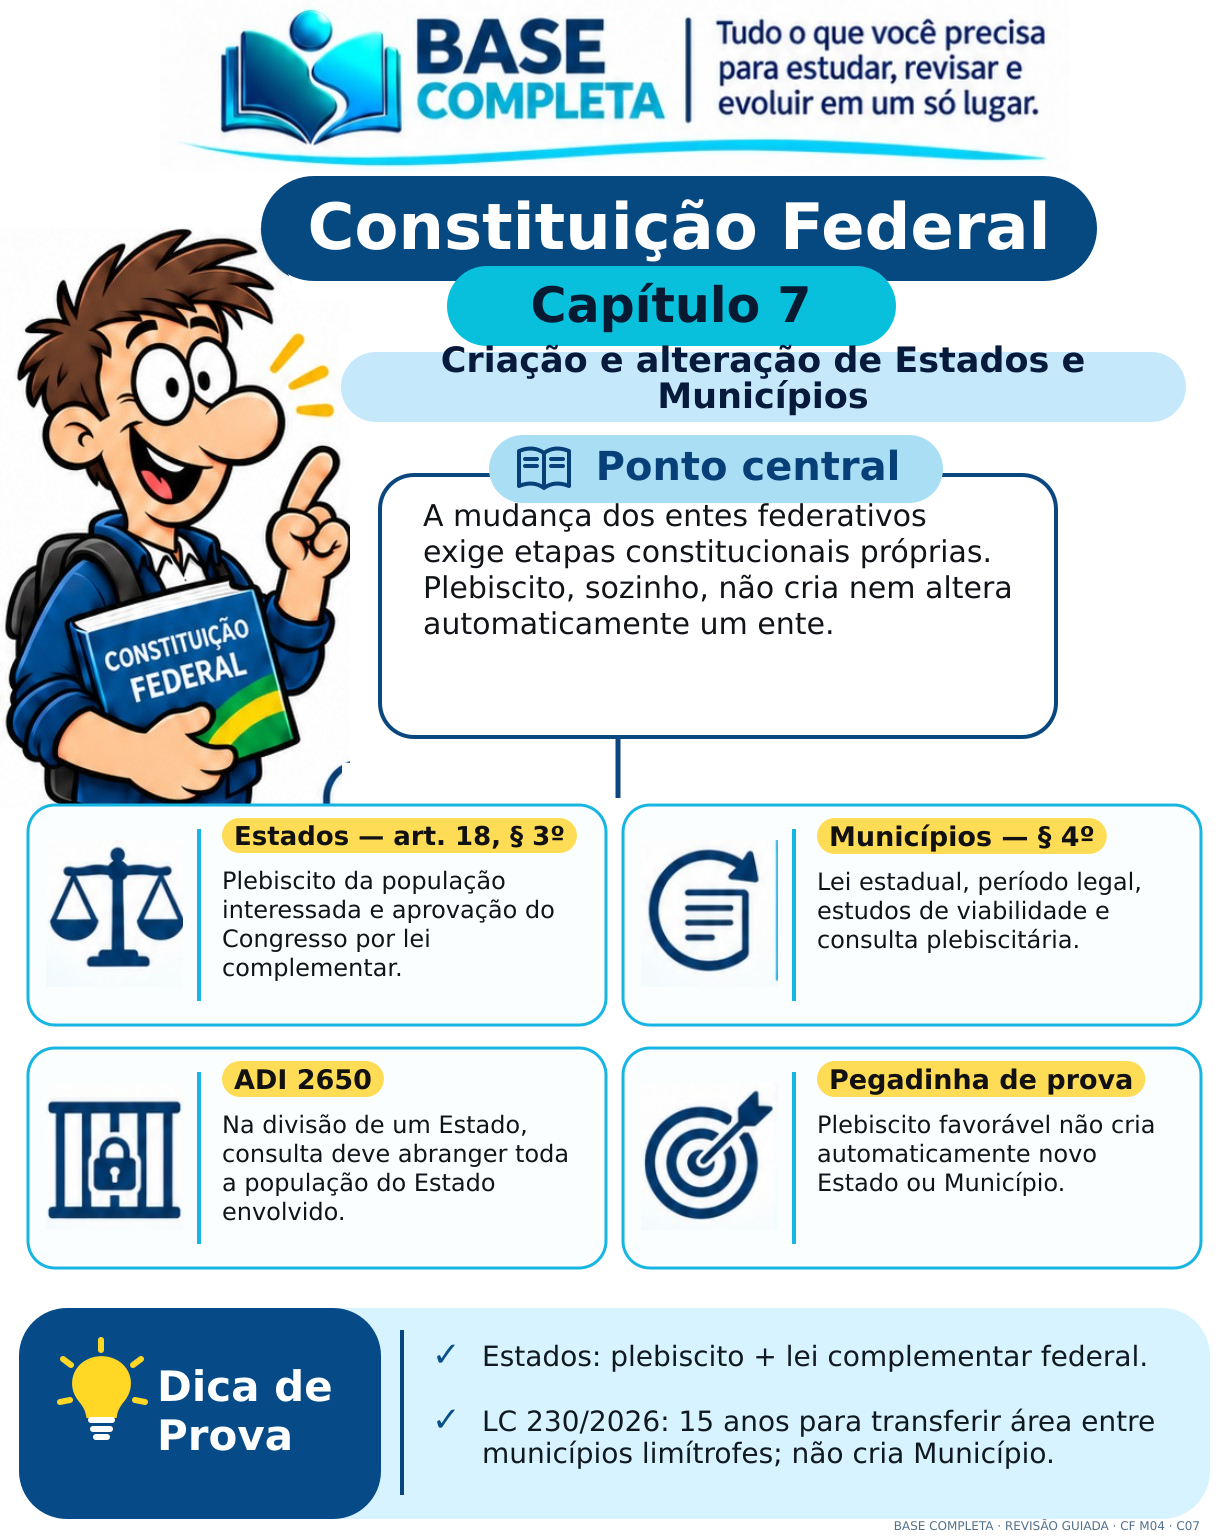 BASE
COMPLETA
Tudo o que você precisa
para estudar, revisar e
evoluir em um só lugar.
Constituição Federal
Capítulo 7
Criação e alteração de Estados e
Municípios
Ponto central
A mudança dos entes federativos
exige etapas constitucionais próprias.
Plebiscito, sozinho, não cria nem altera
automaticamente um ente.
CONSTITUIÇÃO
FEDERAL
Estados — art. 18, § 3º
Plebiscito da população
interessada e aprovação do
Congresso por lei
complementar.
Municípios — § 4º
Lei estadual, período legal,
estudos de viabilidade e
consulta plebiscitária.
ADI 2650
Na divisão de um Estado,
consulta deve abranger toda
a população do Estado
envolvido.
Pegadinha de prova
Plebiscito favorável não cria
automaticamente novo
Estado ou Município.
Dica de
Prova
✓ Estados: plebiscito + lei complementar federal.
✓ LC 230/2026: 15 anos para transferir área entre
municípios limítrofes; não cria Município.
BASE COMPLETA · REVISÃO GUIADA · CF M04 · C07